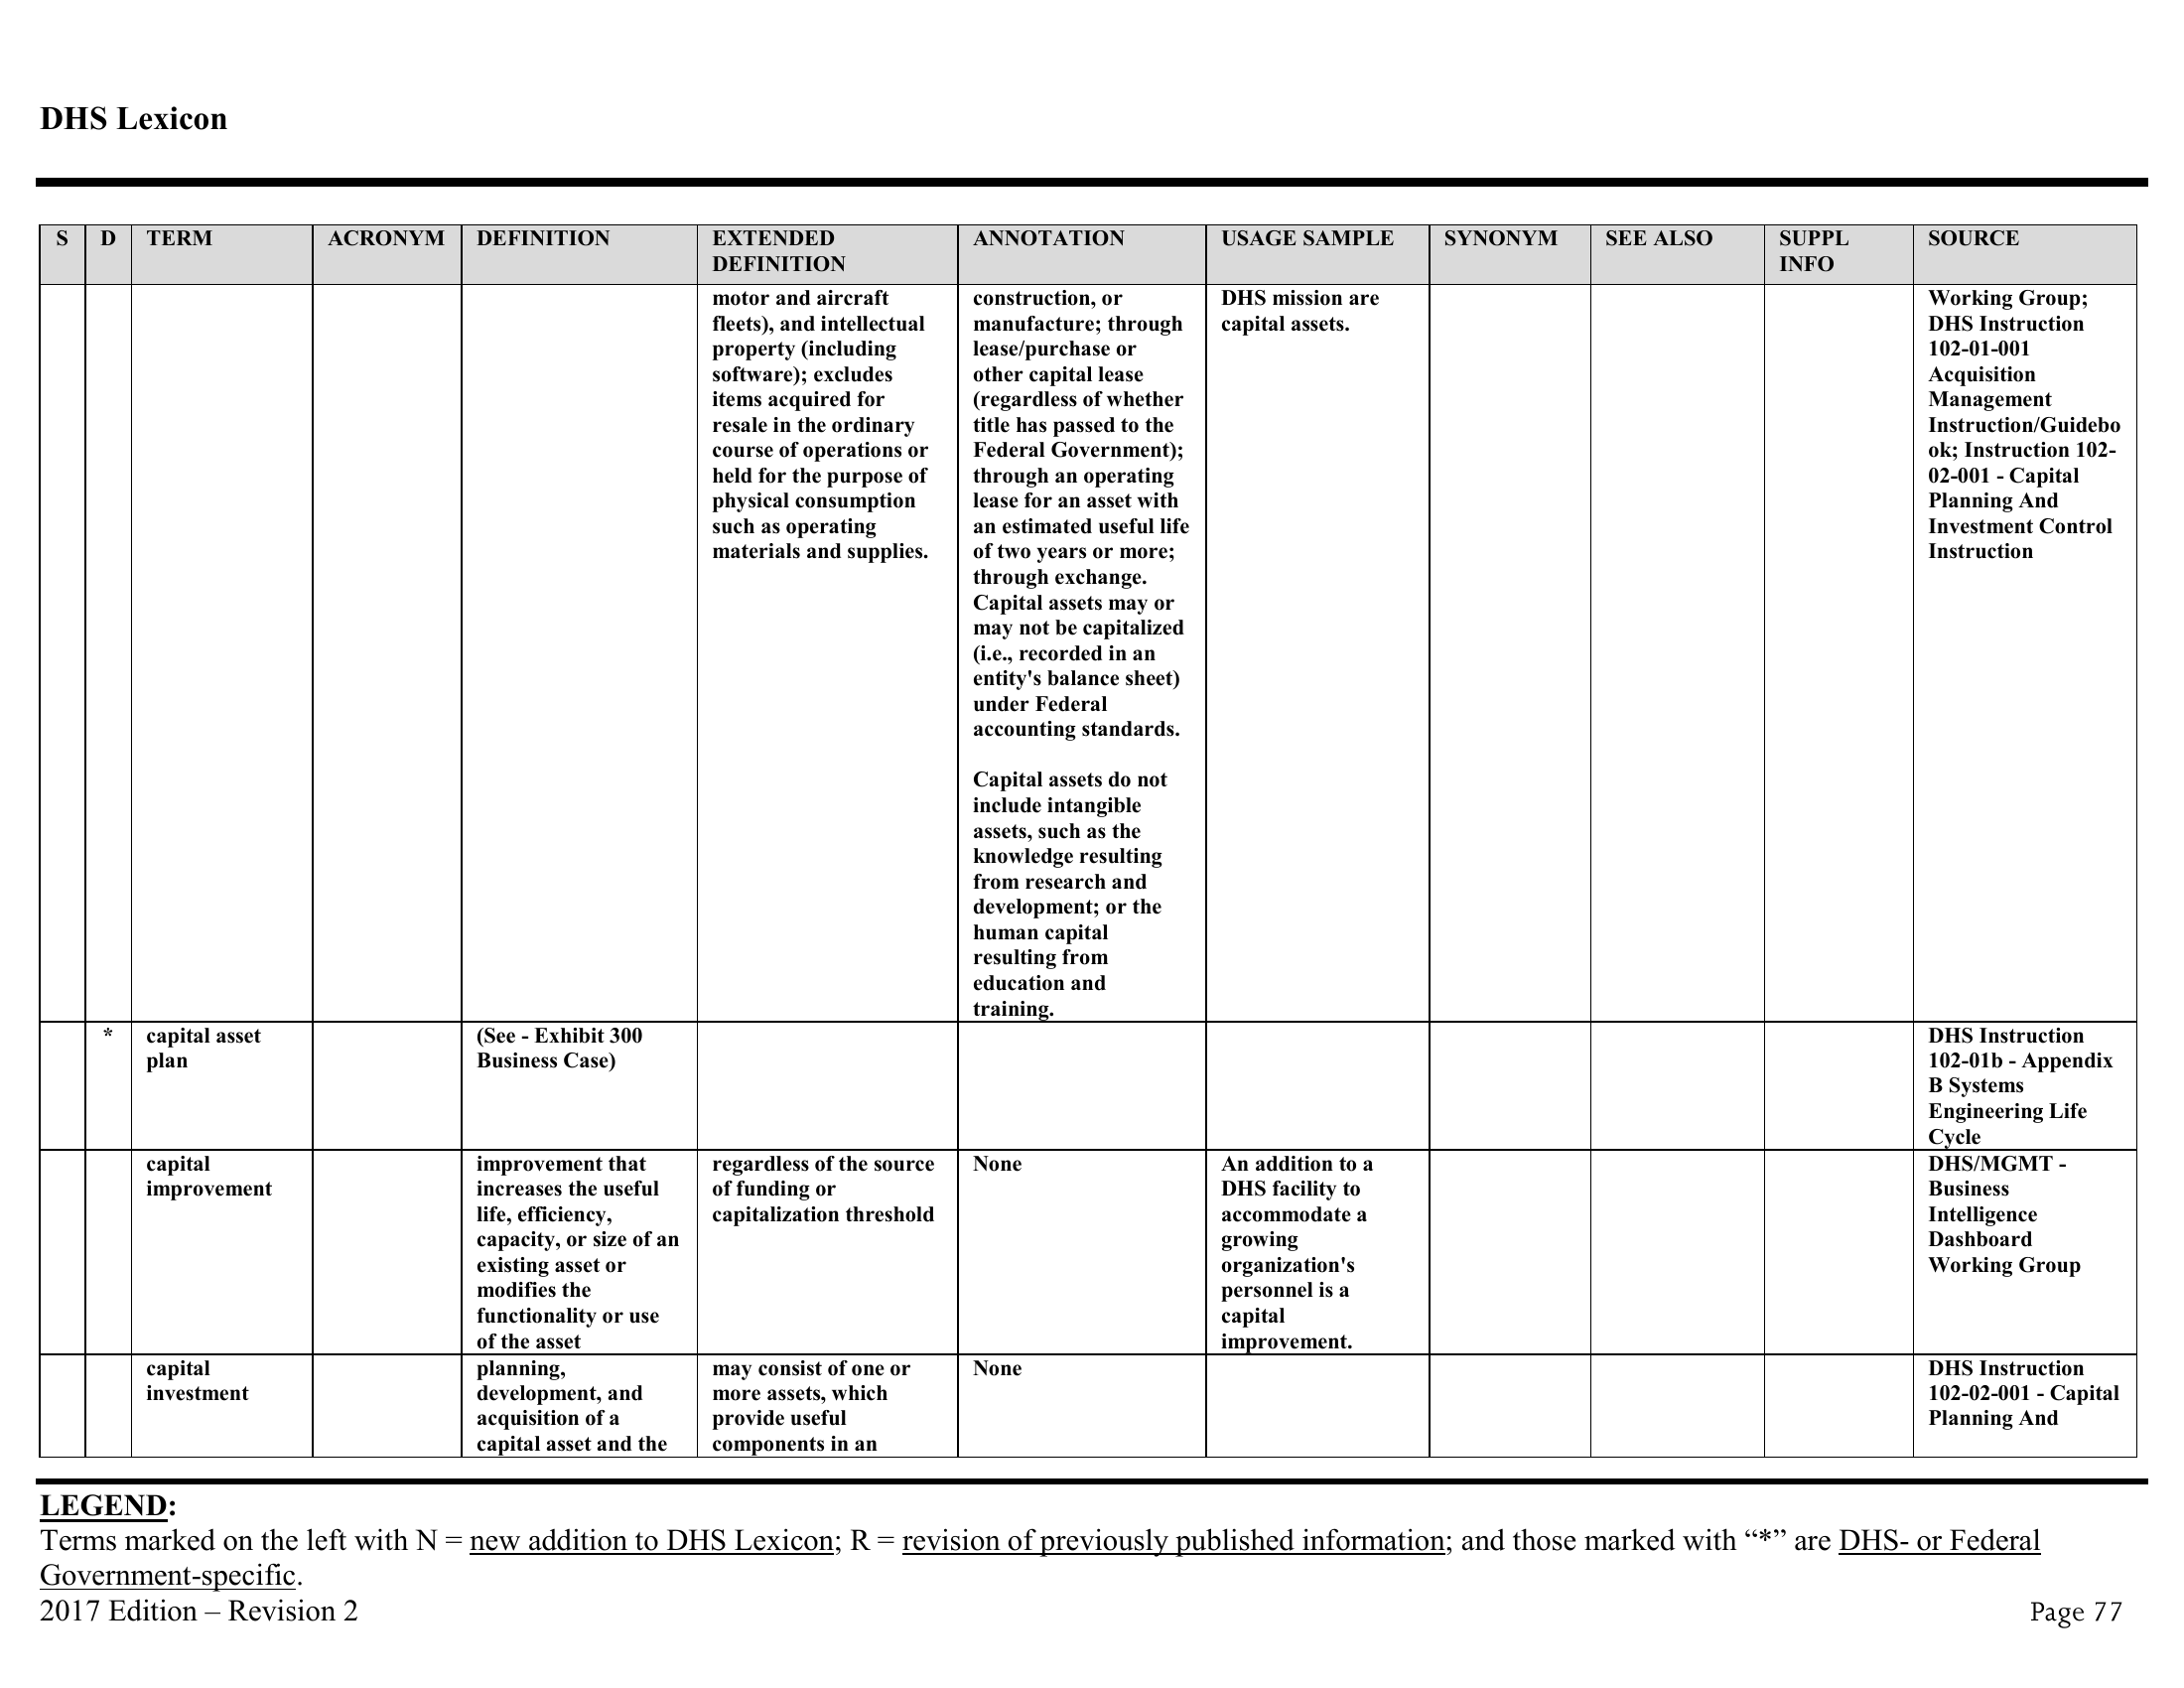 DHS Lexicon
S D TERM ACRONYM DEFINITION EXTENDED DEFINITION ANNOTATION USAGE SAMPLE SYNONYM SEE ALSO SUPPL INFO SOURCE
motor and aircraft
fleets), and intellectual
property (including
software); excludes
items acquired for
resale in the ordinary
course of operations or
held for the purpose of
physical consumption
such as operating
materials and supplies.
construction, or
manufacture; through
lease/purchase or
other capital lease
(regardless of whether
title has passed to the
Federal Government);
through an operating
lease for an asset with
an estimated useful life
of two years or more;
through exchange.
Capital assets may or
may not be capitalized
(i.e., recorded in an
entity's balance sheet)
under Federal
accounting standards.
Capital assets do not
include intangible
assets, such as the
knowledge resulting
from research and
development; or the
human capital
resulting from
education and
training.
DHS mission are
capital assets.
Working Group;
DHS Instruction
102-01-001
Acquisition
Management
Instruction/Guidebo
ok; Instruction 102-
02-001 - Capital
Planning And
Investment Control
Instruction
*
capital asset
plan
(See - Exhibit 300
Business Case)
DHS Instruction
102-01b - Appendix
B Systems
Engineering Life
Cycle
capital
improvement
improvement that
increases the useful
life, efficiency,
capacity, or size of an
existing asset or
modifies the
functionality or use
of the asset
regardless of the source
of funding or
capitalization threshold
None
An addition to a
DHS facility to
accommodate a
growing
organization's
personnel is a
capital
improvement.
DHS/MGMT -
Business
Intelligence
Dashboard
Working Group
capital
investment
planning,
development, and
acquisition of a
capital asset and the
may consist of one or
more assets, which
provide useful
components in an
None
DHS Instruction
102-02-001 - Capital
Planning And
LEGEND:
Terms marked on the left with N = new addition to DHS Lexicon; R = revision of previously published information; and those marked with “*” are DHS- or Federal
Government-specific.
2017 Edition – Revision 2
Page 77